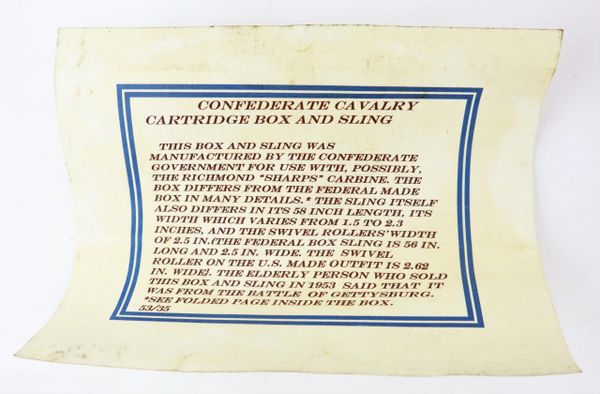 CONFEDERATE CAVALRY
CARTRIDGE BOX AND SLING
THIS BOX AND SLING WAS
MANUFACTURED BY THE CONFEDERATE
GOVERNMENT FOR USE WITH, POSSIBLY,
THE RICHMOND "SHARPS" CARBINE. THE
BOX DIFFERS FROM THE FEDERAL MADE
BOX IN MANY DETAILS.* THE SLING ITSELF
ALSO DIFFERS IN ITS 58 INCH LENGTH, ITS
WIDTH WHICH VARIES FROM 1.5 TO 2.3
INCHES, AND THE SWIVEL ROLLERS' WIDTH
OF 2.5 IN.(THE FEDERAL BOX SLING IS 56 IN.
LONG AND 2.5 IN. WIDE. THE SWIVEL
ROLLER ON THE U.S. MADE OUTFIT IS 2.62
IN. WIDE). THE ELDERLY PERSON WHO SOLD
THIS BOX AND SLING IN 1953 SAID THAT IT
WAS FROM THE BATTLE OF GETTYSBURG.
*SEE FOLDED PAGE INSIDE THE BOX.
53/35